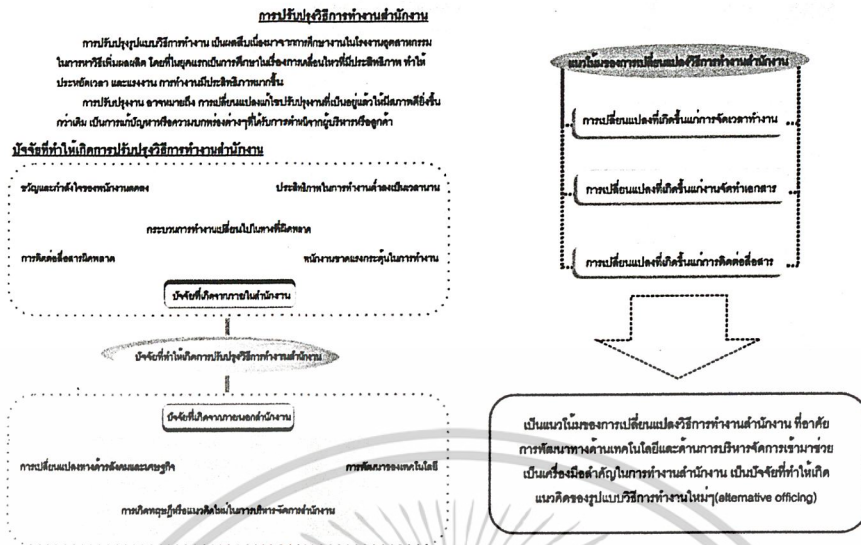 การปรับปรุงวิธีการทำงานสำนักงาน
การปรับปรุงรูปแบบวิธีการทำงาน เป็นผลสืบเนื่องมาจากการศึกษางานในโรงงานอุตสาหกรรม
ในการหาวิธีเพิ่มผลผลิต โดยที่ในยุคแรกเป็นการศึกษาในเรื่องการเคลื่อนไหวที่มีประสิทธิภาพ ทำให้
ประหยัดเวลา และแรงงาน การทำงานมีประสิทธิภาพมากขึ้น
การปรับปรุงงาน อาจหมายถึง การเปลี่ยนแปลงแก้ไขปรับปรุงงานที่เป็นอยู่แล้วให้มีสภาพดียิ่งขึ้น
กว่าเดิม เป็นการแก้ปัญหาหรือความบกพร่องต่างๆที่ได้รับการตำหนิจากผู้บริหารหรือลูกค้า
ปัจจัยที่ทำให้เกิดการปรับปรุงวิธีการทำงานสำนักงาน
ขวัญและกำลังใจของพนักงานลดลง
ประสิทธิภาพในการทำงานต่ำลงเป็นเวลานาน
กระบวนการทำงานเปลี่ยนไปในทางที่ผิดพลาด
การติดต่อสื่อสารผิดพลาด
พนักงานขาดแรงกระตุ้นในการทำงาน
ปัจจัยที่เกิดจากภายในสำนักงาน
ปัจจัยที่ทำให้เกิดการปรับปรุงวิธีการทำงานสำนักงาน
ปัจจัยที่เกิดจากภายนอกสำนักงาน
การเปลี่ยนแปลงทางด้านสังคมและเศรษฐกิจ
การพัฒนาของเทคโนโลยี
การเกิดทฤษฎีหรือแนวคิดใหม่ในการบริหารจัดการสำนักงาน
แนวโน้มของการเปลี่ยนแปลงวิธีการทำงานสำนักงาน
การเปลี่ยนแปลงที่เกิดขึ้นแก่การจัดเวลาทำงาน
การเปลี่ยนแปลงที่เกิดขึ้นแก่งานจัดทำเอกสาร
การเปลี่ยนแปลงที่เกิดขึ้นแก่การติดต่อสื่อสาร
เป็นแนวโน้มของการเปลี่ยนแปลงวิธีการทำงานสำนักงาน ที่อาศัย
การพัฒนาทางด้านเทคโนโลยีและด้านการบริหารจัดการเข้ามาช่วย
เป็นเครื่องมือสำคัญในการทำงานสำนักงาน เป็นปัจจัยที่ทำให้เกิด
แนวคิดของรูปแบบวิธีการทำงานใหม่ๆ(alternative officing)